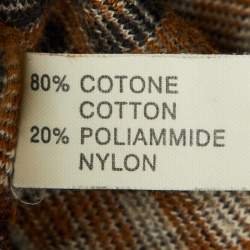 80% COTONE
COTTON
20% POLIAMMIDE
NYLON